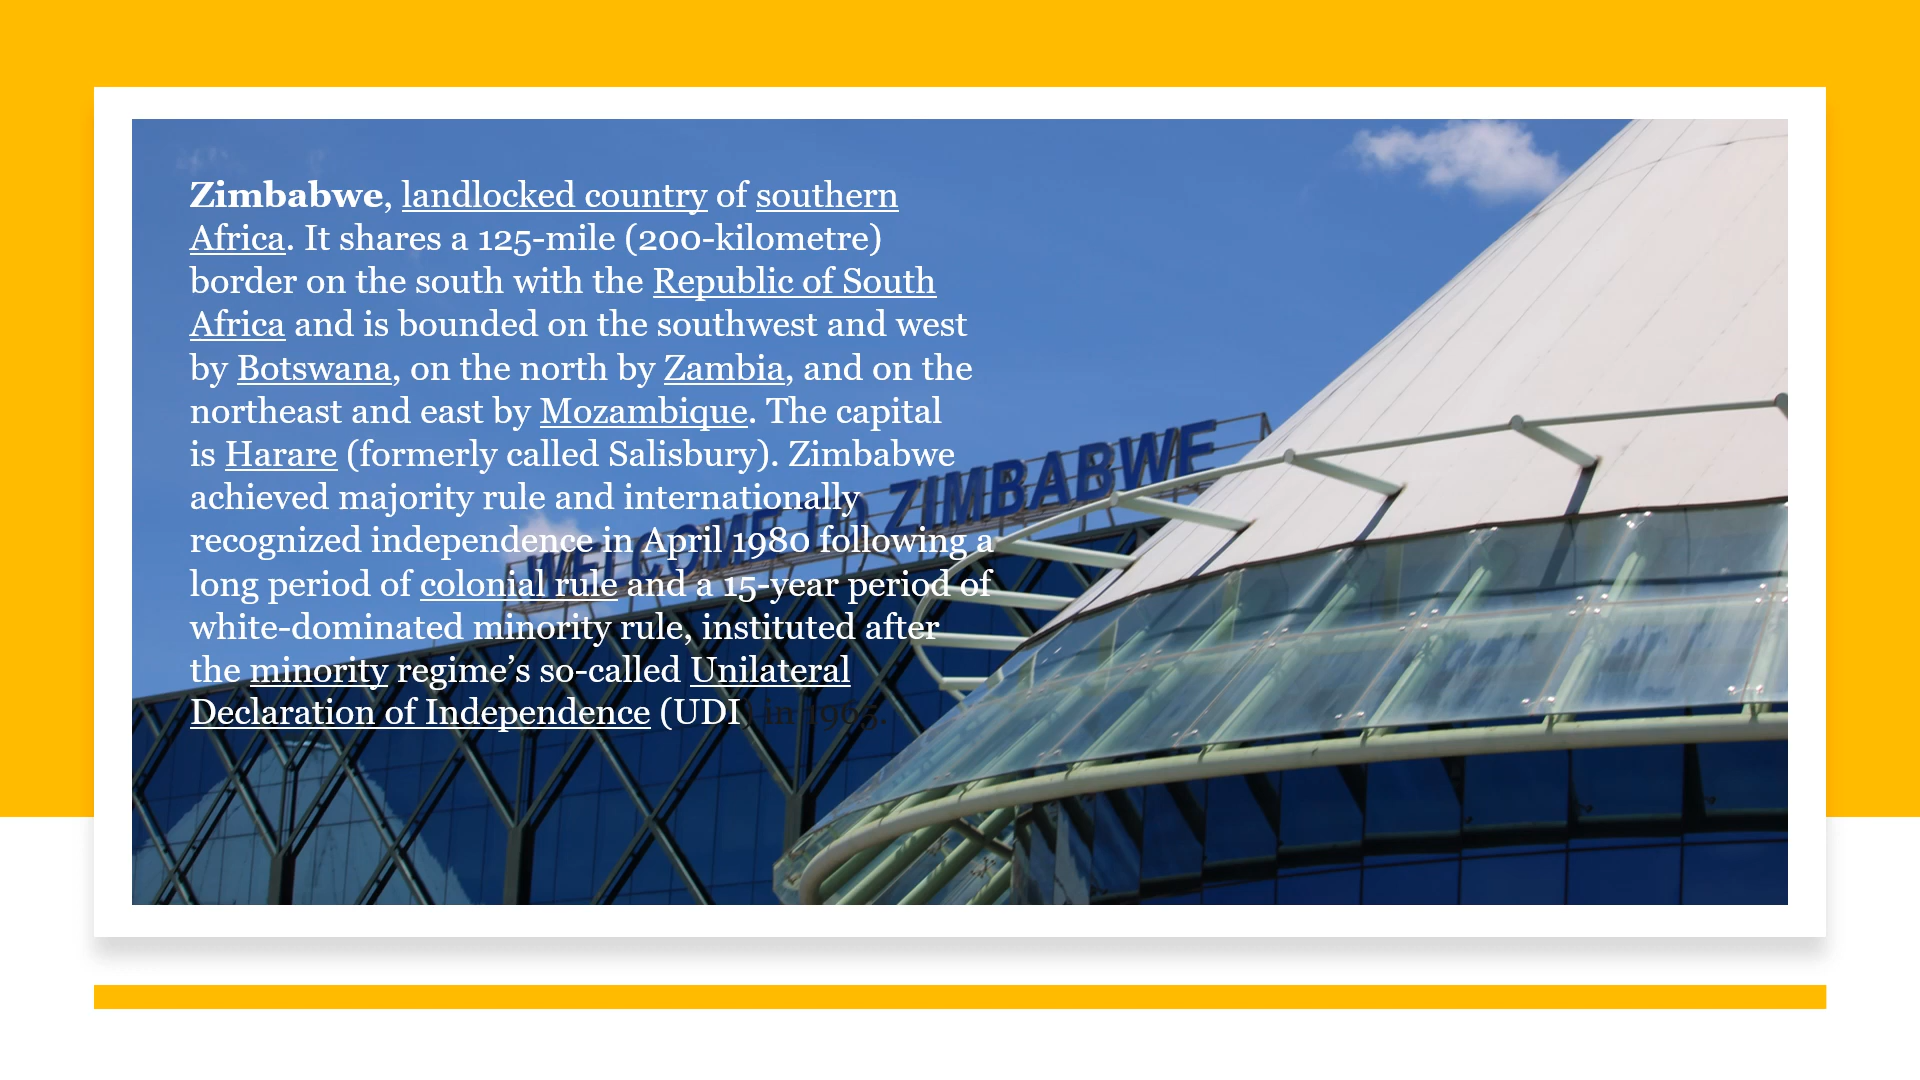 Zimbabwe, landlocked country of southern
Africa. It shares a 125-mile (200-kilometre)
border on the south with the Republic of South
Africa and is bounded on the southwest and west
by Botswana, on the north by Zambia, and on the
northeast and east by Mozambique. The capital
is Harare (formerly called Salisbury). Zimbabwe
achieved majority rule and internationally
recognized independence in April 1980 following a
long period of colonial rule and a 15-year period of
white-dominated minority rule, instituted after
the minority regime’s so-called Unilateral
Declaration of Independence (UDI) in 1965.
WELCOME TO ZIMBABWE